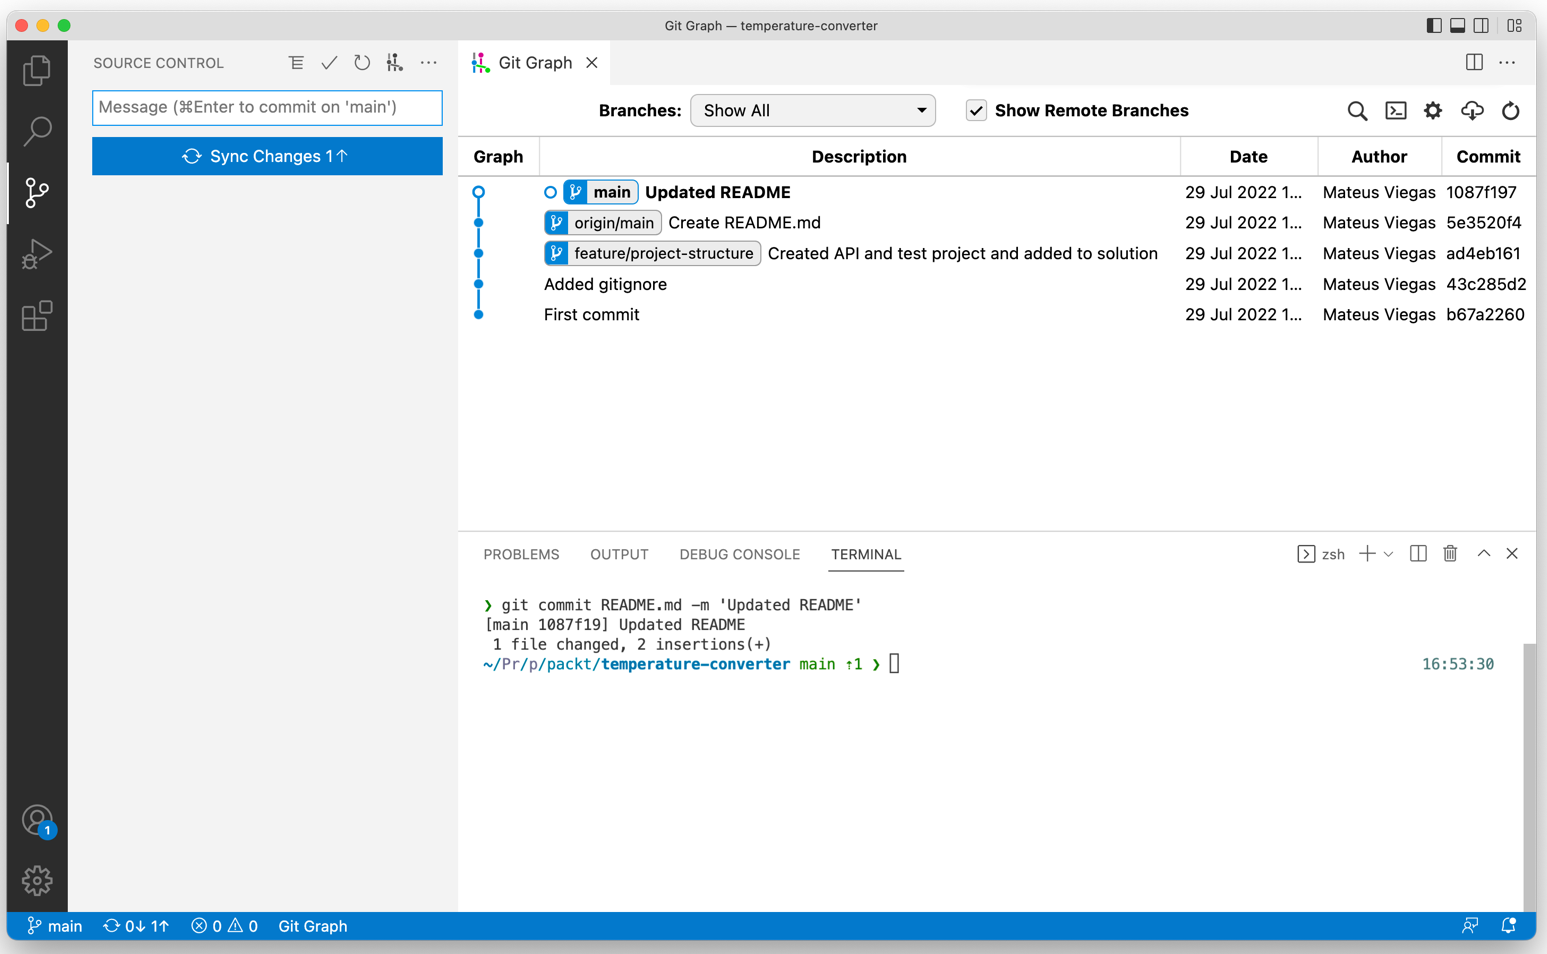 Git Graph — temperature-converter
SOURCE CONTROL
Message (⌘Enter to commit on 'main')
Sync Changes 1↑
Git Graph
Branches: Show All Show Remote Branches
Graph Description Date Author Commit
main Updated README 29 Jul 2022 1... Mateus Viegas 1087f197
origin/main Create README.md 29 Jul 2022 1... Mateus Viegas 5e3520f4
feature/project-structure Created API and test project and added to solution 29 Jul 2022 1... Mateus Viegas ad4eb161
Added gitignore 29 Jul 2022 1... Mateus Viegas 43c285d2
First commit 29 Jul 2022 1... Mateus Viegas b67a2260
PROBLEMS OUTPUT DEBUG CONSOLE TERMINAL zsh
❯ git commit README.md -m 'Updated README'
[main 1087f19] Updated README
1 file changed, 2 insertions(+)
~/Pr/p/packt/temperature-converter main ⇡1 ❯ 16:53:30
1
main 0↓ 1↑ 0 0 Git Graph